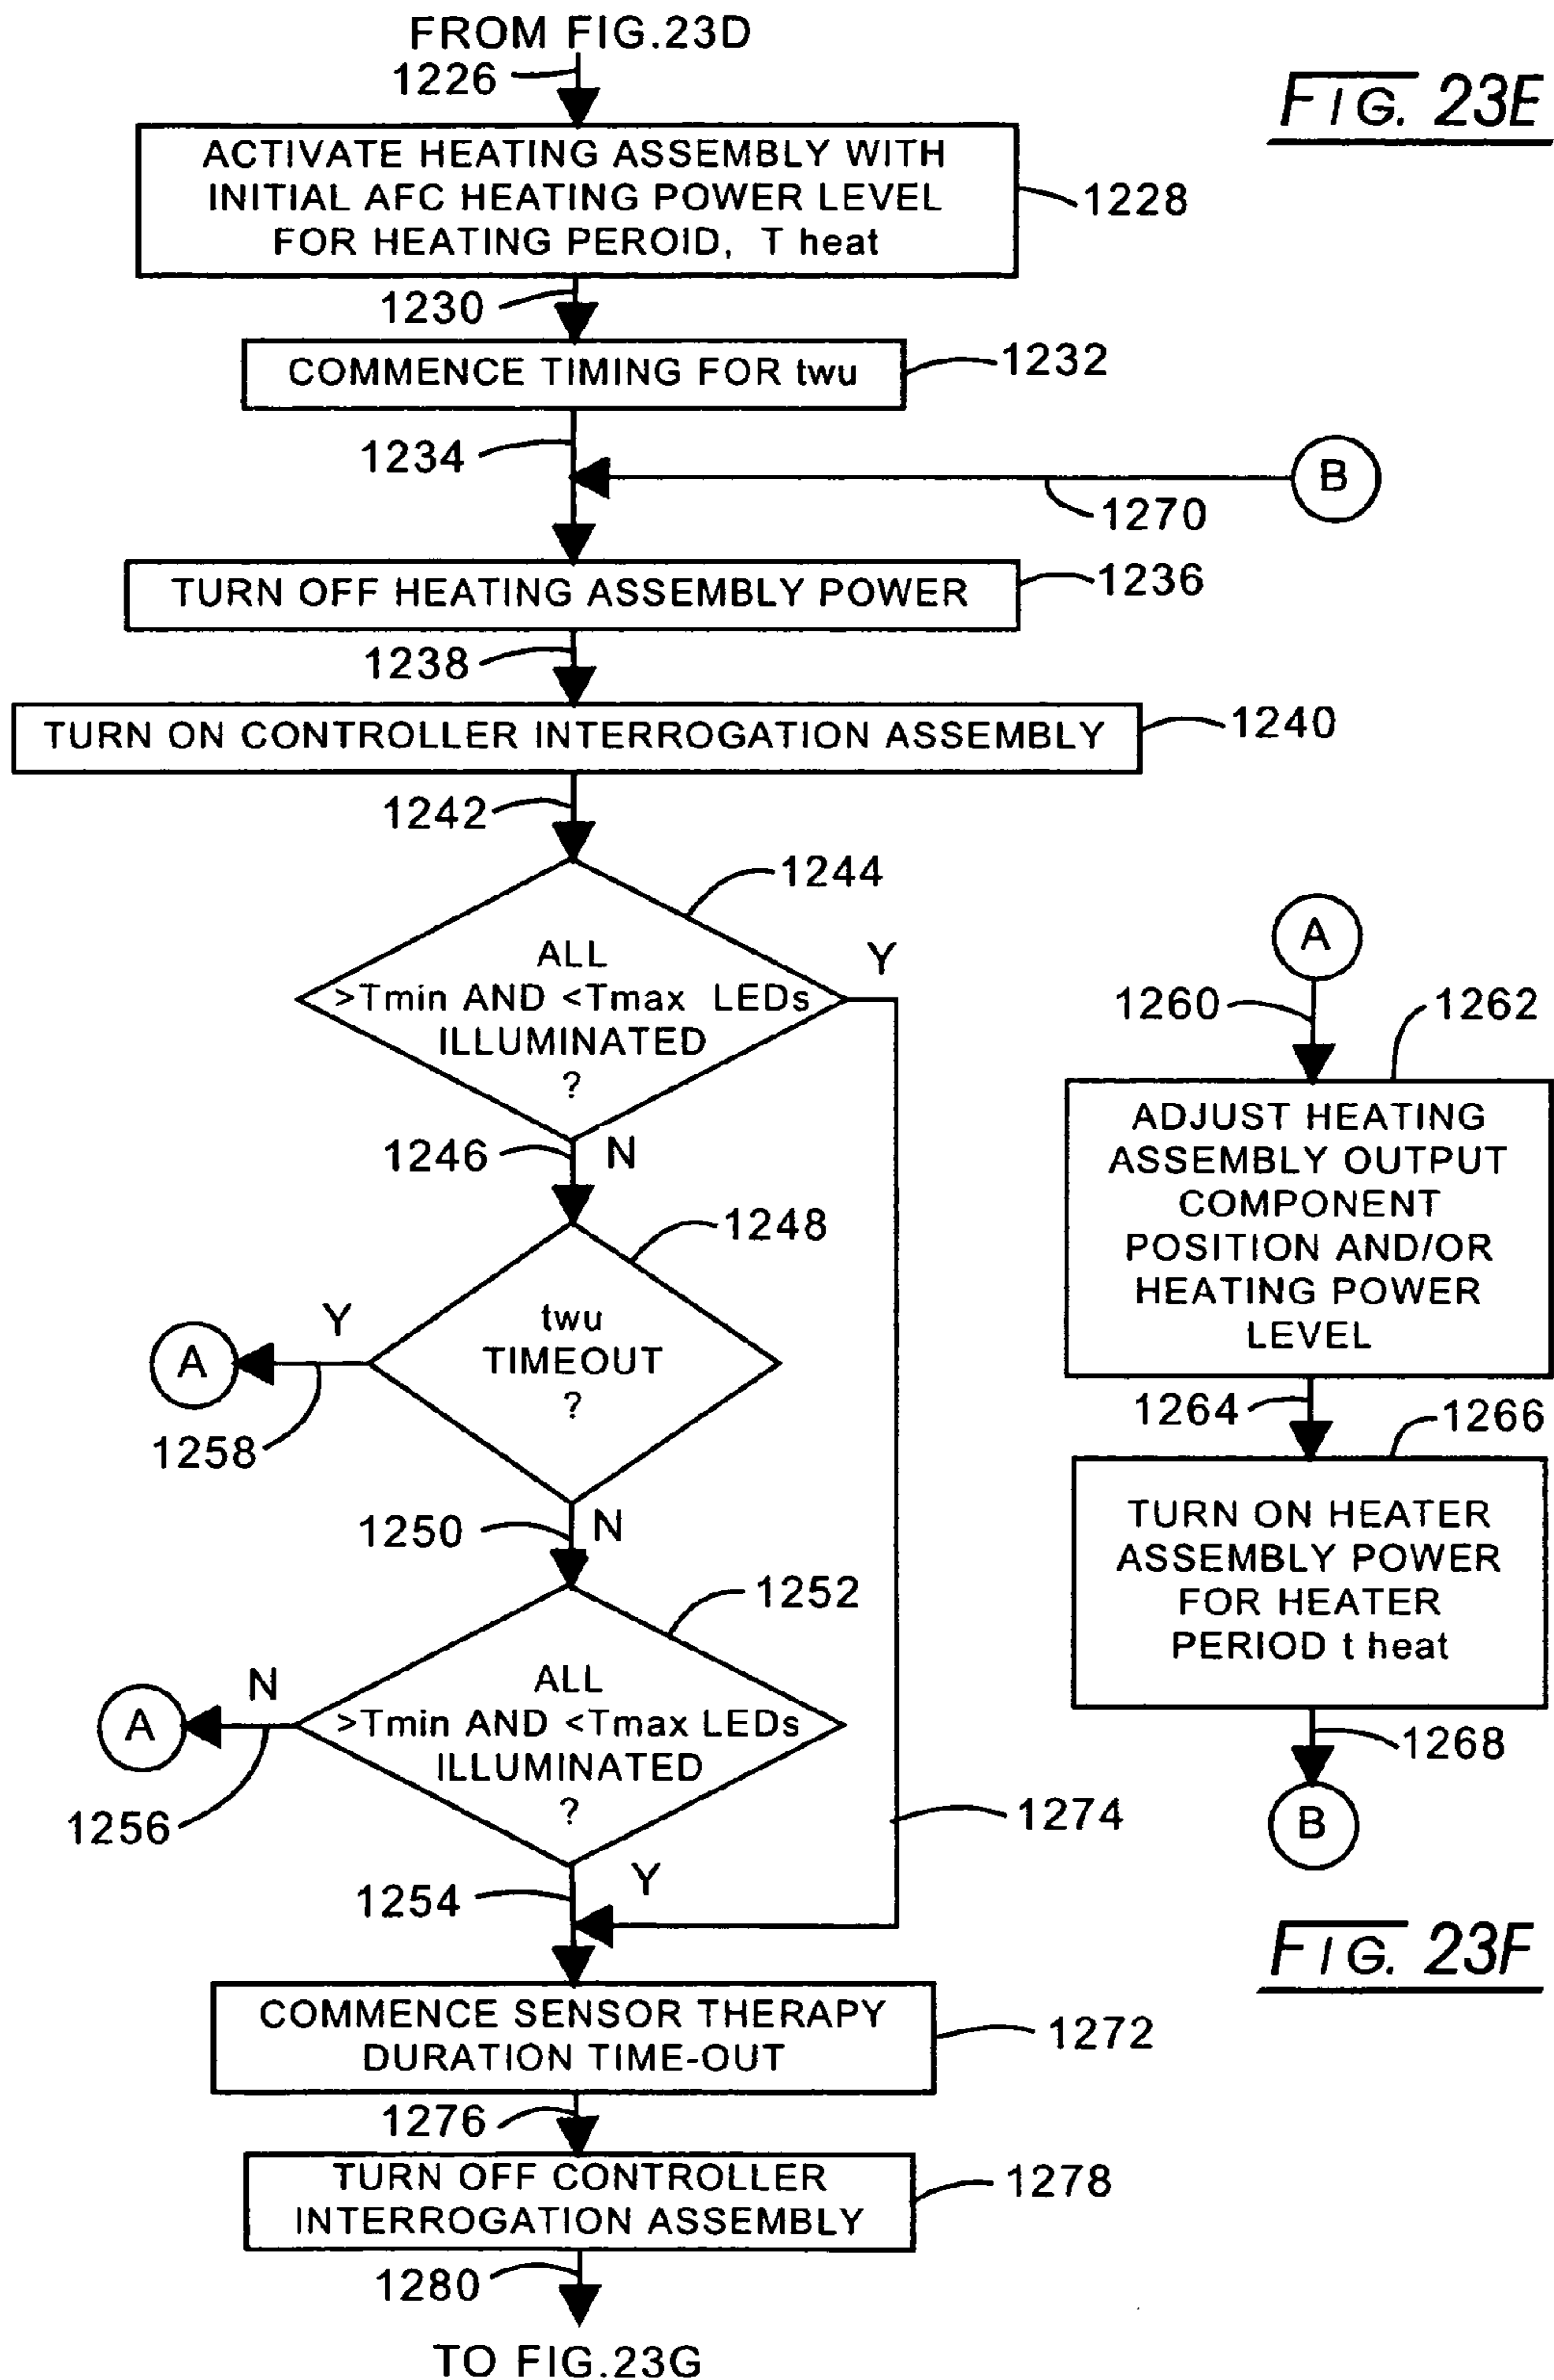 FROM FIG.23D
1226
FIG. 23E
ACTIVATE HEATING ASSEMBLY WITH
INITIAL AFC HEATING POWER LEVEL
FOR HEATING PEROID, T heat
1228
1230
COMMENCE TIMING FOR twu
1232
1234
B
1270
TURN OFF HEATING ASSEMBLY POWER
1236
1238
TURN ON CONTROLLER INTERROGATION ASSEMBLY
1240
1242
1244
ALL
>Tmin AND <Tmax LEDs
ILLUMINATED
?
Y
1246
N
1248
twu
TIMEOUT
?
Y
A
1258
1250
N
1252
ALL
>Tmin AND <Tmax LEDs
ILLUMINATED
?
N
A
1256
1274
1254
Y
COMMENCE SENSOR THERAPY
DURATION TIME-OUT
1272
1276
TURN OFF CONTROLLER
INTERROGATION ASSEMBLY
1278
1280
TO FIG.23G
A
1260
1262
ADJUST HEATING
ASSEMBLY OUTPUT
COMPONENT
POSITION AND/OR
HEATING POWER
LEVEL
1264
1266
TURN ON HEATER
ASSEMBLY POWER
FOR HEATER
PERIOD t heat
1268
B
FIG. 23F